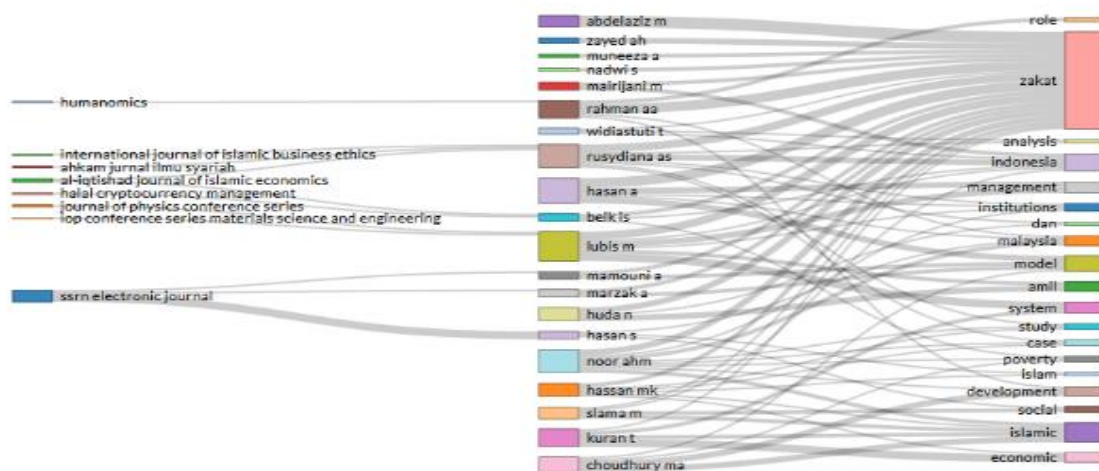 humanomics
international journal of islamic business ethics
ahkam jurnal ilmu syariah
al-iqtishad journal of islamic economics
halal cryptocurrency management
journal of physics conference series
iop conference series materials science and engineering
ssrn electronic journal
abdelaziz m
zayed ah
muneeza a
nadwi s
mairijani m
rahman aa
widiastuti t
rusydiana as
hasan a
beik is
lubis m
mamouni a
marzak a
huda n
hasan s
noor ahm
hassan mk
slama m
kuran t
choudhury ma
role
zakat
analysis
indonesia
management
institutions
dan
malaysia
model
amil
system
study
case
poverty
islam
development
social
islamic
economic